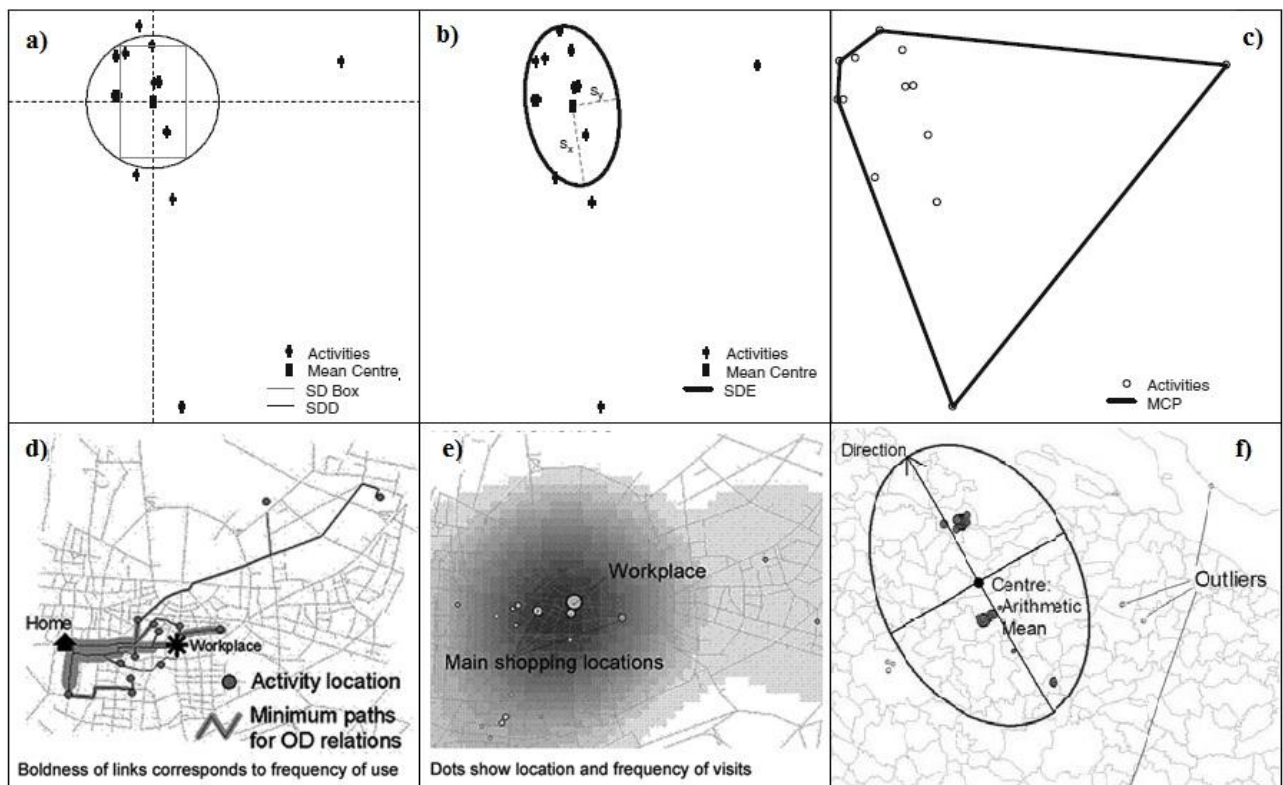 a)
Activities
Mean Centre
SD Box
SDD
b)
Sy
Sx
Activities
Mean Centre
SDE
c)
Activities
MCP
d)
Home
Workplace
Activity location
Minimum paths
for OD relations
Boldness of links corresponds to frequency of use
e)
Workplace
Main shopping locations
Dots show location and frequency of visits
f)
Direction
Centre:
Arithmetic
Mean
Outliers